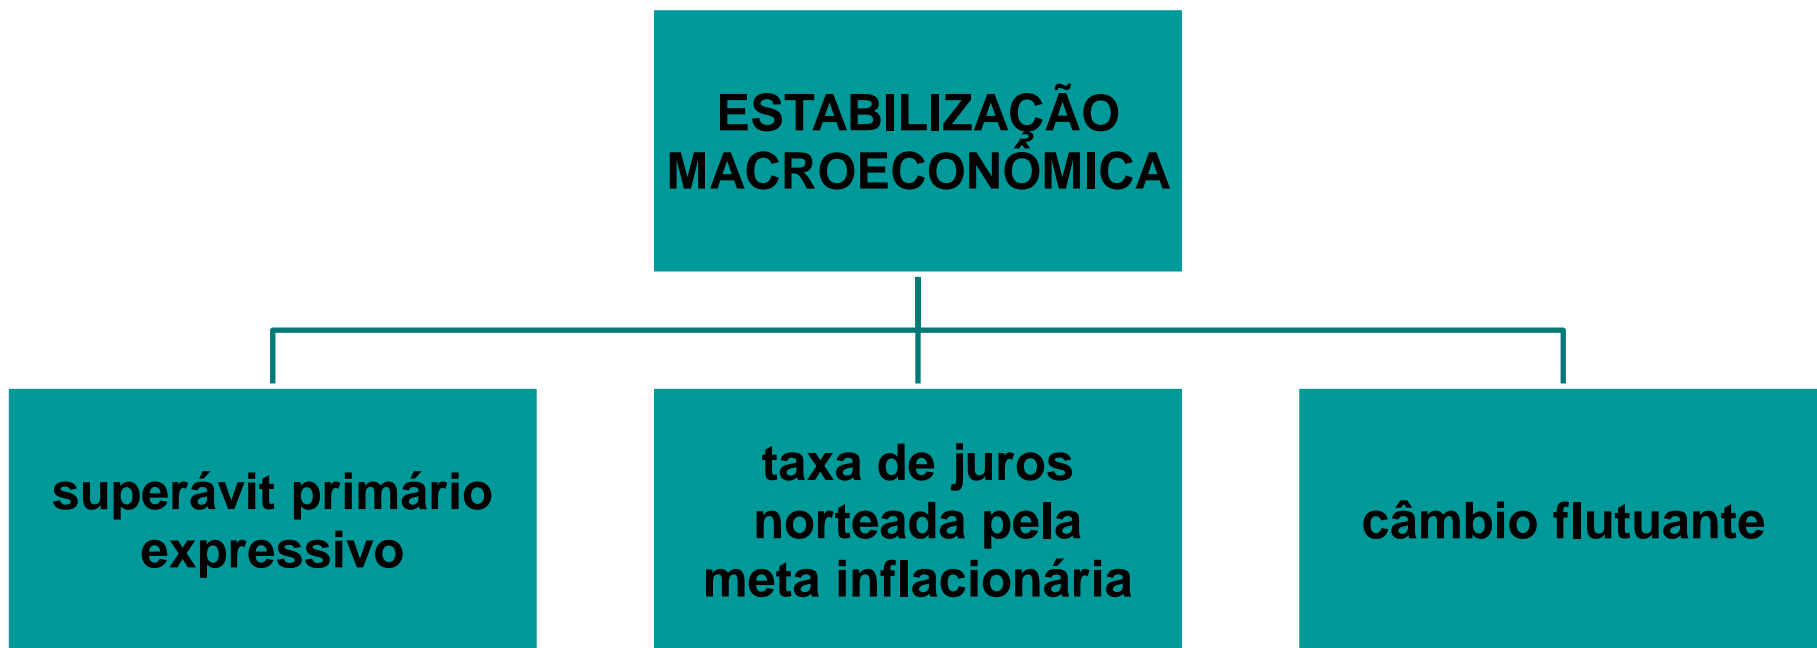 ESTABILIZAÇÃO
MACROECONÔMICA
superávit primário
expressivo
taxa de juros
norteada pela
meta inflacionária
câmbio flutuante